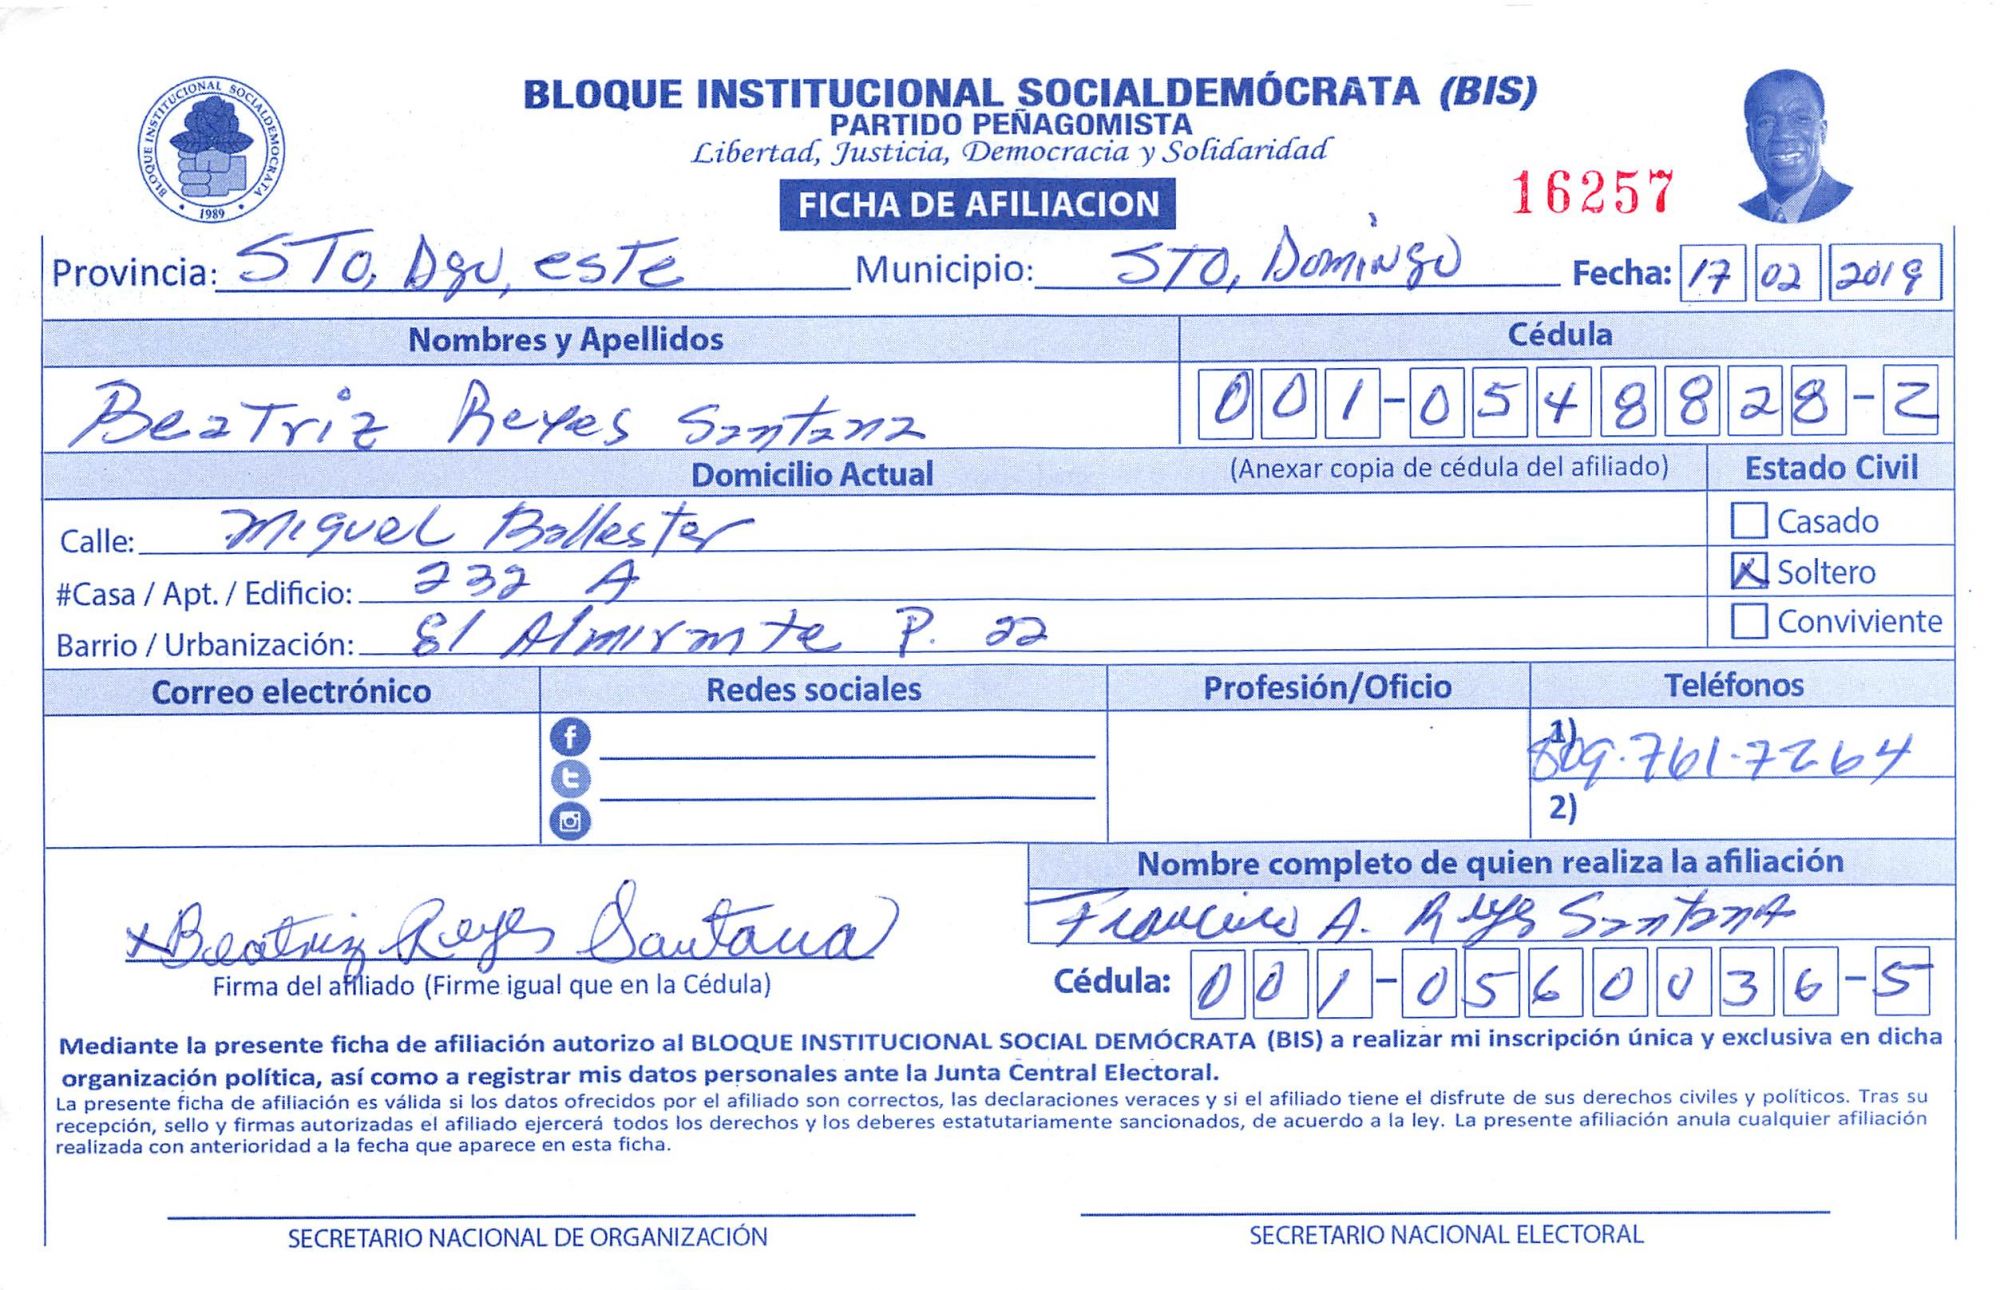 BLOQUE INSTITUCIONAL SOCIALDEMÓCRATA
1989
BLOQUE INSTITUCIONAL SOCIALDEMÓCRATA (BIS)
PARTIDO PEÑAGOMISTA
Libertad, Justicia, Democracia y Solidaridad
FICHA DE AFILIACION
16257
Provincia: STO, Dgo, este Municipio: STO, Domingo Fecha: 17 02 2019
Nombres y Apellidos Cédula
Beatriz Reyes Santana 001-0548828-2
Domicilio Actual (Anexar copia de cédula del afiliado) Estado Civil
Calle: Miguel Ballester Casado
#Casa / Apt. / Edificio: 232 A X Soltero
Barrio / Urbanización: El Almirante P. 22 Conviviente
Correo electrónico Redes sociales Profesión/Oficio Teléfonos
1) 809-761-7264
2)
Nombre completo de quien realiza la afiliación
Francisco A. Reyes Santana
x Beatriz Reyes Santana
Firma del afiliado (Firme igual que en la Cédula) Cédula: 001-0560036-5
Mediante la presente ficha de afiliación autorizo al BLOQUE INSTITUCIONAL SOCIAL DEMÓCRATA (BIS) a realizar mi inscripción única y exclusiva en dicha
organización política, así como a registrar mis datos personales ante la Junta Central Electoral.
La presente ficha de afiliación es válida si los datos ofrecidos por el afiliado son correctos, las declaraciones veraces y si el afiliado tiene el disfrute de sus derechos civiles y políticos. Tras su
recepción, sello y firmas autorizadas el afiliado ejercerá todos los derechos y los deberes estatutariamente sancionados, de acuerdo a la ley. La presente afiliación anula cualquier afiliación
realizada con anterioridad a la fecha que aparece en esta ficha.
SECRETARIO NACIONAL DE ORGANIZACIÓN SECRETARIO NACIONAL ELECTORAL